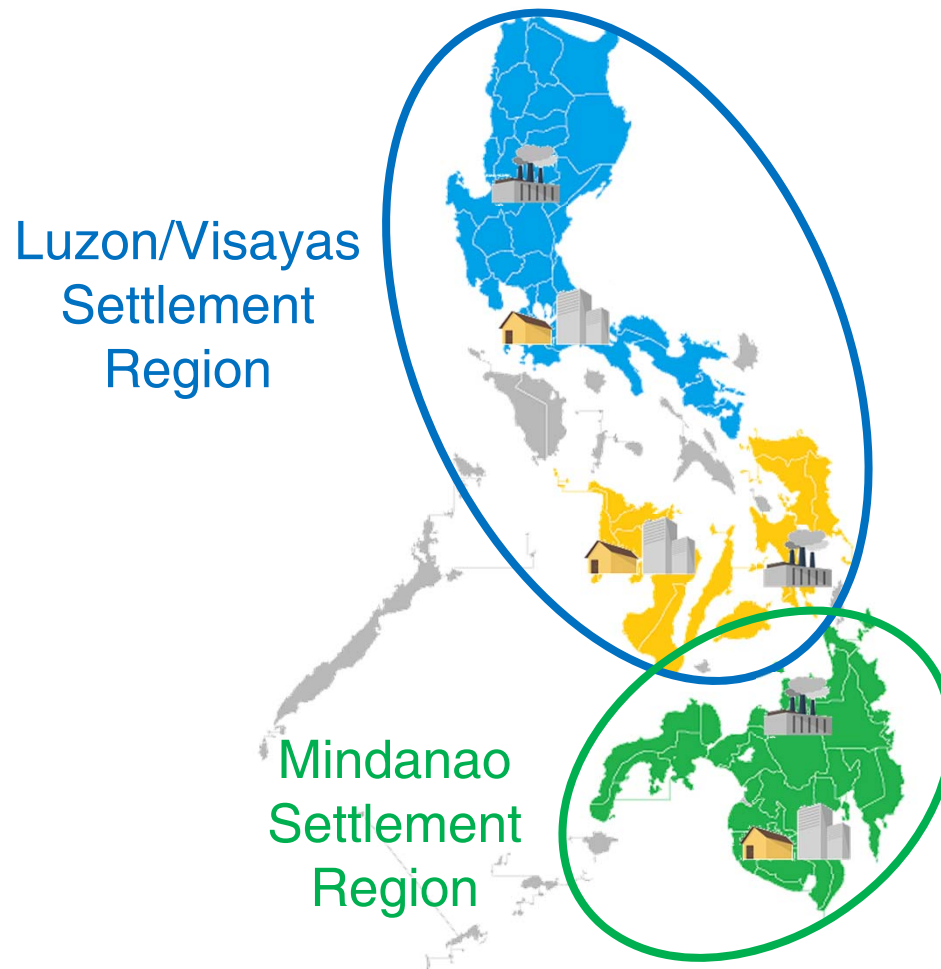 Luzon/Visayas
Settlement
Region
Mindanao
Settlement
Region